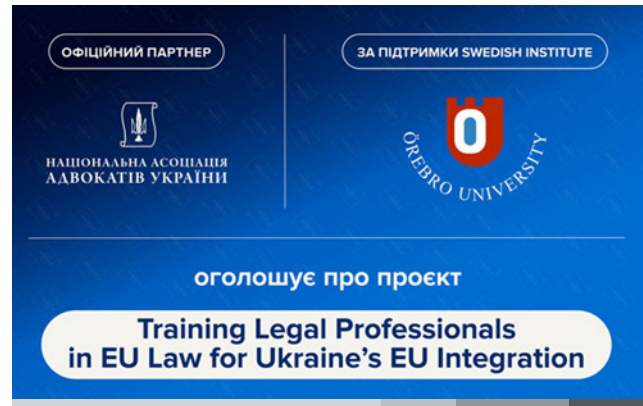 ОФІЦІЙНИЙ ПАРТНЕР
НАЦІОНАЛЬНА АСОЦІАЦІЯ
АДВОКАТІВ УКРАЇНИ
ЗА ПІДТРИМКИ SWEDISH INSTITUTE
ÖREBRO UNIVERSITY
оголошує про проєкт
Training Legal Professionals
in EU Law for Ukraine’s EU Integration